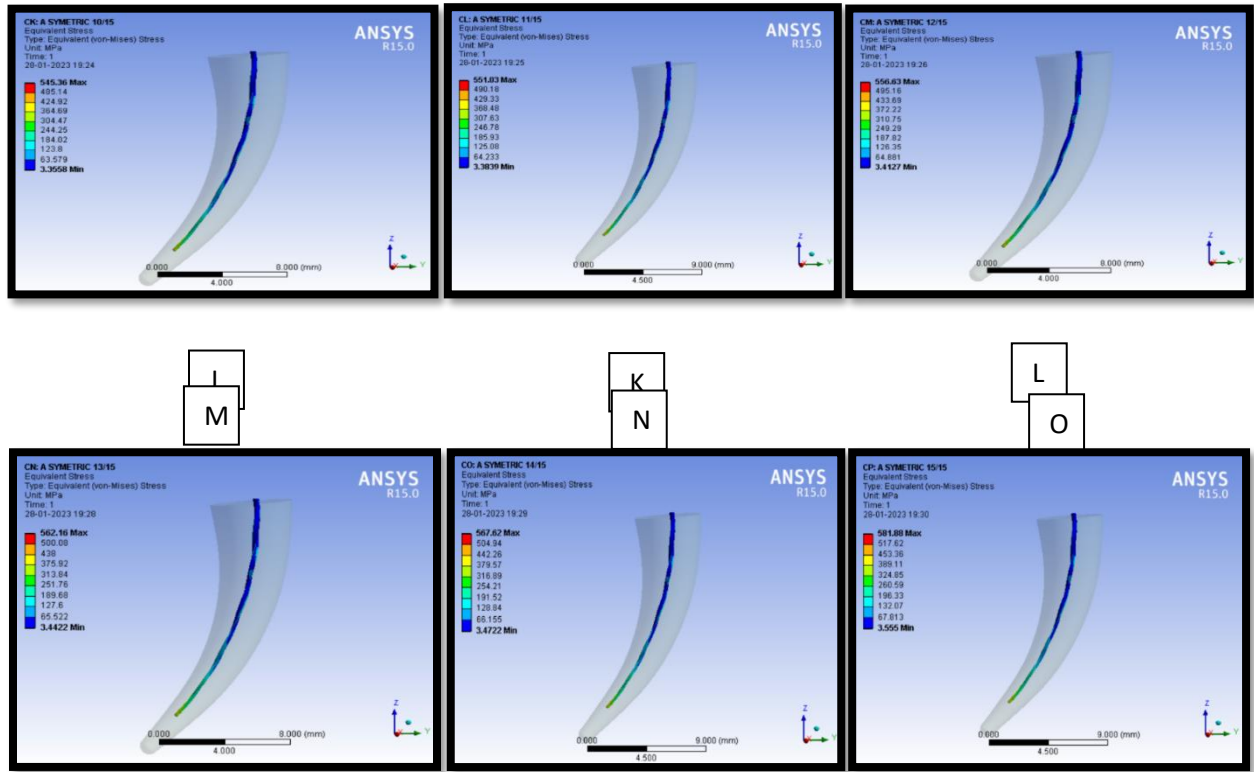 CK: A SYMETRIC 10/15
Equivalent Stress
Type: Equivalent (von-Mises) Stress
Unit: MPa
Time: 1
28-01-2023 19:24
ANSYS
R15.0
545.36 Max
485.14
424.92
364.69
304.47
244.25
184.02
123.8
63.579
3.3558 Min
0.000
8.000 (mm)
4.000
Z
Y
CL: A SYMETRIC 11/15
Equivalent Stress
Type: Equivalent (von-Mises) Stress
Unit: MPa
Time: 1
28-01-2023 19:25
ANSYS
R15.0
551.03 Max
490.18
429.33
368.48
307.63
246.78
185.93
125.08
64.233
3.3839 Min
0.000
9.000 (mm)
4.500
Z
Y
CM: A SYMETRIC 12/15
Equivalent Stress
Type: Equivalent (von-Mises) Stress
Unit: MPa
Time: 1
28-01-2023 19:26
ANSYS
R15.0
556.63 Max
495.16
433.69
372.22
310.75
249.29
187.82
126.35
64.881
3.4127 Min
0.000
8.000 (mm)
4.000
Z
Y
K
L
M
N
O
CN: A SYMETRIC 13/15
Equivalent Stress
Type: Equivalent (von-Mises) Stress
Unit: MPa
Time: 1
28-01-2023 19:28
ANSYS
R15.0
562.16 Max
500.08
438
375.92
313.84
251.76
189.68
127.6
65.522
3.4422 Min
0.000
8.000 (mm)
4.000
Z
Y
CO: A SYMETRIC 14/15
Equivalent Stress
Type: Equivalent (von-Mises) Stress
Unit: MPa
Time: 1
28-01-2023 19:29
ANSYS
R15.0
567.62 Max
504.94
442.26
379.57
316.89
254.21
191.52
128.84
66.155
3.4722 Min
0.000
9.000 (mm)
4.500
Z
Y
CP: A SYMETRIC 15/15
Equivalent Stress
Type: Equivalent (von-Mises) Stress
Unit: MPa
Time: 1
28-01-2023 19:30
ANSYS
R15.0
581.88 Max
517.62
453.36
389.11
324.85
260.59
196.33
132.07
67.813
3.555 Min
0.000
9.000 (mm)
4.500
Z
Y